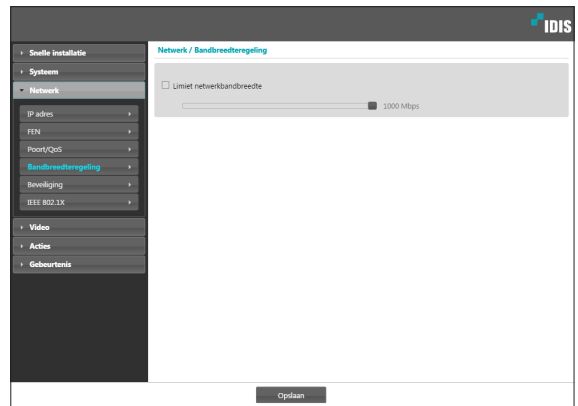 IDIS
Snelle installatie
Systeem
Netwerk
IP adres
FEN
Poort/QoS
Bandbreedteregeling
Beveiliging
IEEE 802.1X
Video
Acties
Gebeurtenis
Netwerk / Bandbreedteregeling
Limiet netwerkbandbreedte
1000 Mbps
Opslaan